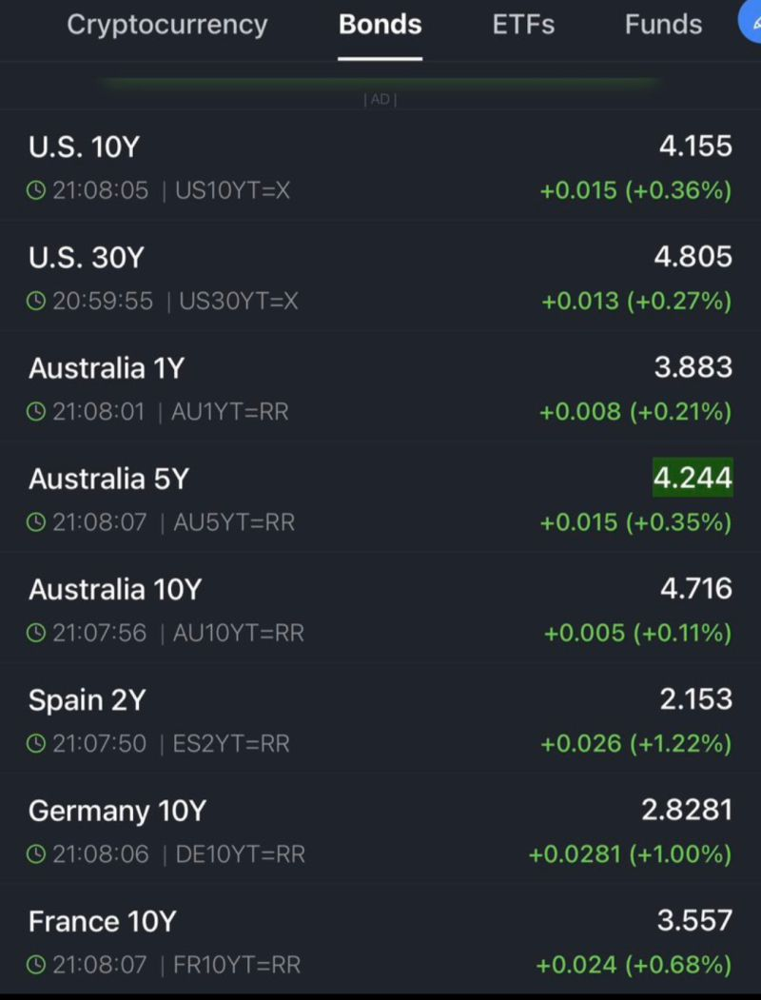 Cryptocurrency Bonds ETFs Funds
| AD |
U.S. 10Y 4.155
21:08:05 | US10YT=X +0.015 (+0.36%)
U.S. 30Y 4.805
20:59:55 | US30YT=X +0.013 (+0.27%)
Australia 1Y 3.883
21:08:01 | AU1YT=RR +0.008 (+0.21%)
Australia 5Y 4.244
21:08:07 | AU5YT=RR +0.015 (+0.35%)
Australia 10Y 4.716
21:07:56 | AU10YT=RR +0.005 (+0.11%)
Spain 2Y 2.153
21:07:50 | ES2YT=RR +0.026 (+1.22%)
Germany 10Y 2.8281
21:08:06 | DE10YT=RR +0.0281 (+1.00%)
France 10Y 3.557
21:08:07 | FR10YT=RR +0.024 (+0.68%)